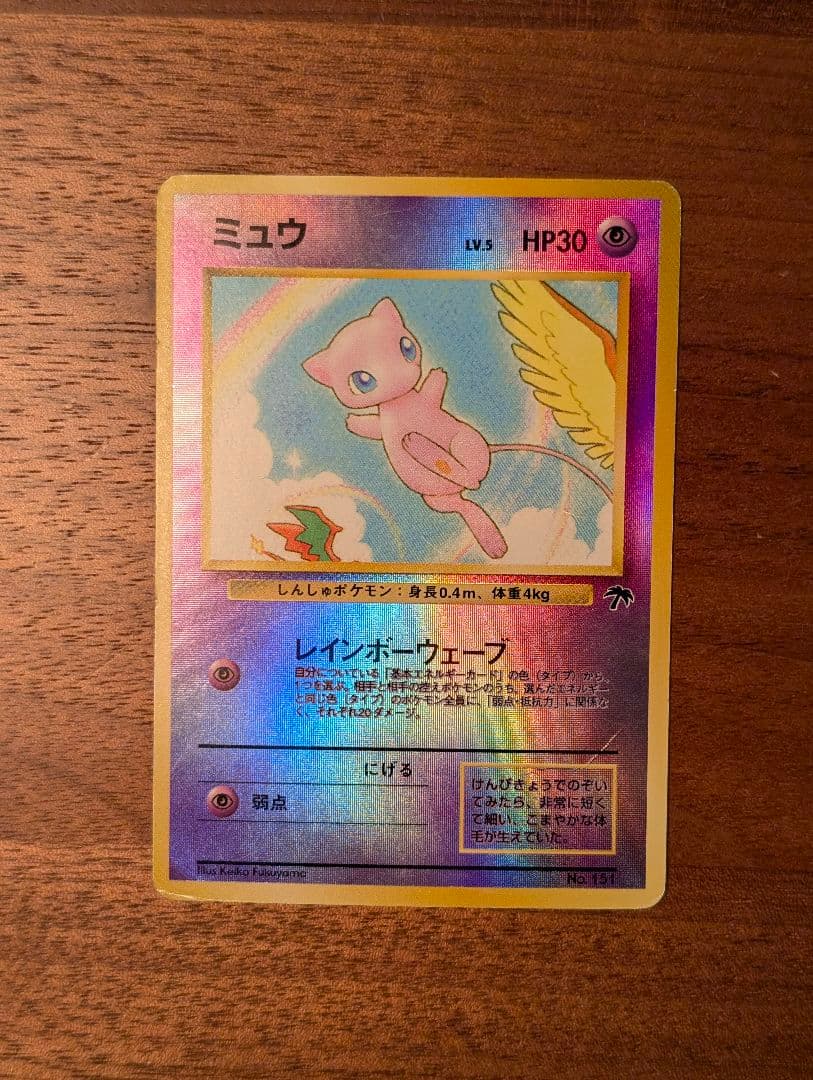 ミュウ LV.5 HP30
しんしゅポケモン：身長0.4m、体重4kg
レインボーウェーブ
自分についている「基本エネルギーカード」の色（タイプ）から、
1つを選ぶ。相手と相手の控えポケモンのうち、選んだエネルギー
と同じ色（タイプ）のポケモン全員に、「弱点・抵抗力」に関係な
く、それぞれ20ダメージ。
にげる
弱点
けんびきょうでのぞい
てみたら、非常に短く
て細い、こまやかな体
毛が生えていた。
Illus Keiko Fukuyama No. 151